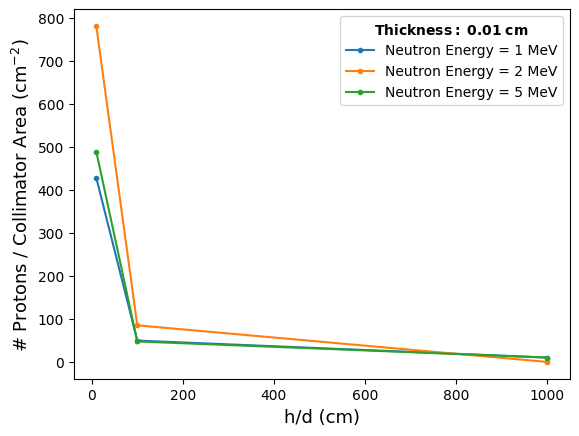 Thickness: 0.01 cm
Neutron Energy = 1 MeV
Neutron Energy = 2 MeV
Neutron Energy = 5 MeV
# Protons / Collimator Area (cm⁻²)
800
700
600
500
400
300
200
100
0
0 200 400 600 800 1000
h/d (cm)